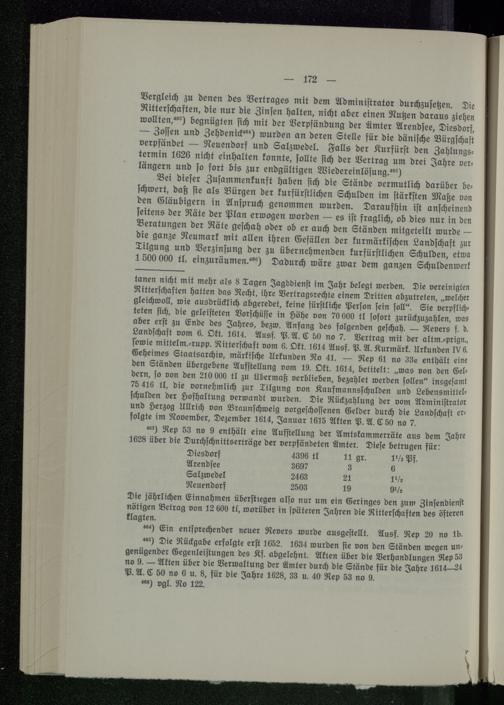 — 172 —
Vergleich zu denen des Vertrages mit dem Administrator durchzusetzen. Die
Ritterschaften, die nur die Zinsen halten, nicht aber einen Nutzen daraus ziehen
wollten,⁴⁶³) begnügten sich mit der Verpfändung der Ämter Arendsee, Diesdorf,
— Zossen und Zehdenick⁴⁶⁴) wurden an deren Stelle für die dänische Bürgschaft
verpfändet — Neuendorf und Salzwedel. Falls der Kurfürst den Zahlungs-
termin 1626 nicht einhalten konnte, sollte sich der Vertrag um drei Jahre ver-
längern und so fort bis zur endgültigen Wiedereinlösung.⁴⁶⁵)
Bei dieser Zusammenkunft haben sich die Stände vermutlich darüber be-
schwert, daß sie als Bürgen der kurfürstlichen Schulden im stärksten Maße von
den Gläubigern in Anspruch genommen wurden. Daraufhin ist anscheinend
seitens der Räte der Plan erwogen worden — es ist fraglich, ob dies nur in den
Beratungen der Räte geschah oder ob er auch den Ständen mitgeteilt wurde —
die ganze Neumark mit allen ihren Gefällen der kurmärkischen Landschaft zur
Tilgung und Verzinsung der zu übernehmenden kurfürstlichen Schulden, etwa
1 500 000 tl. einzuräumen.⁴⁶⁶) Dadurch wäre zwar dem ganzen Schuldenwerk
tanen nicht mit mehr als 8 Tagen Jagddienst im Jahr belegt werden. Die vereinigten
Ritterschaften hatten das Recht, ihre Vertragsrechte einem Dritten abzutreten, „welcher
gleichwoll, wie ausdrücklich abgeredet, keine fürstliche Person sein soll“. Sie verpflich-
teten sich, die geleisteten Vorschüsse in Höhe von 70 000 tl sofort zurückzuzahlen, was
aber erst zu Ende des Jahres, bezw. Anfang des folgenden geschah. — Revers f. d.
Landschaft vom 6. Okt. 1614. Ausf. P. A. C 50 no 7. Vertrag mit der altm.-prign.,
sowie mittelm.-rupp. Ritterschaft vom 6. Okt. 1614 Ausf. P. A. Kurmärk. Urkunden IV 6.
Geheimes Staatsarchiv, märkische Urkunden No 41. — Rep 61 no 33a enthält eine
den Ständen übergebene Aufstellung vom 19. Okt. 1614, betitelt: „was von den Gel-
dern, so von den 210 000 tl zu Übermaß verblieben, bezahlet werden sollen“ insgesamt
75 416 tl, die vornehmlich zur Tilgung von Kaufmannsschulden und Lebensmittel-
schulden der Hofhaltung verwandt wurden. Die Rückzahlung der vom Administrator
und Herzog Ullrich von Braunschweig vorgeschossenen Gelder durch die Landschaft er-
folgte im November, Dezember 1614, Januar 1615 Akten P. A. C 50 no 7.
⁴⁶³) Rep 53 no 9 enthält eine Aufstellung der Amtskammerräte aus dem Jahre
1628 über die Durchschnittserträge der verpfändeten Ämter. Diese betrugen für:
Diesdorf 4396 tl 11 gr. 1½ Pf.
Arendsee 3697 3 6
Salzwedel 2463 21 1½
Neuendorf 2503 19 9½
Die jährlichen Einnahmen überstiegen also nur um ein Geringes den zum Zinsendienst
nötigen Betrag von 12 600 tl, worüber in späteren Jahren die Ritterschaften des öfteren
klagten.
⁴⁶⁴) Ein entsprechender neuer Revers wurde ausgestellt. Ausf. Rep 20 no 1b.
⁴⁶⁵) Die Rückgabe erfolgte erst 1652. 1634 wurden sie von den Ständen wegen un-
genügender Gegenleistungen des Kf. abgelehnt. Akten über die Verhandlungen Rep 53
no 9. — Akten über die Verwaltung der Ämter durch die Stände für die Jahre 1614—24
P. A. C 50 no 6 u. 8, für die Jahre 1628, 33 u. 40 Rep 53 no 9.
⁴⁶⁶) vgl. No 122.